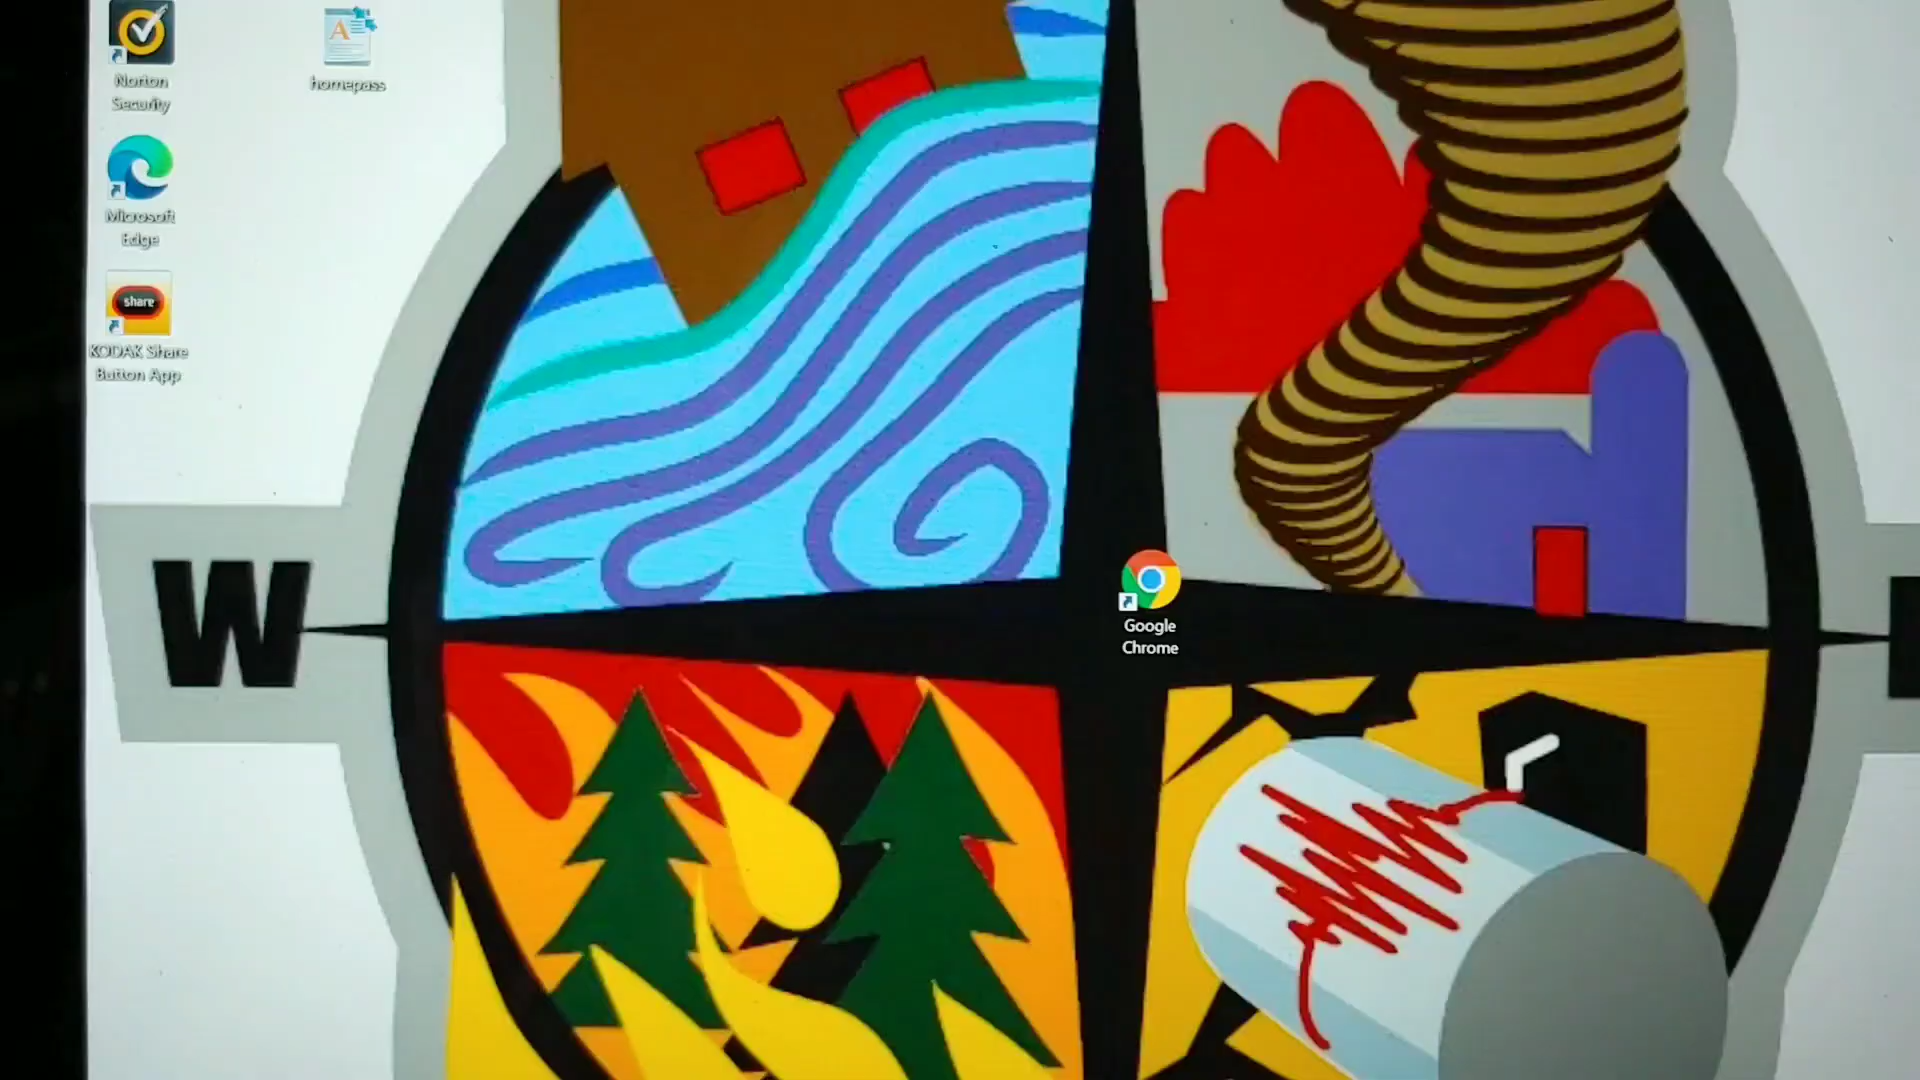 Norton
Security
homepass
Microsoft
Edge
share
KODAK Share
Button App
W
Google
Chrome